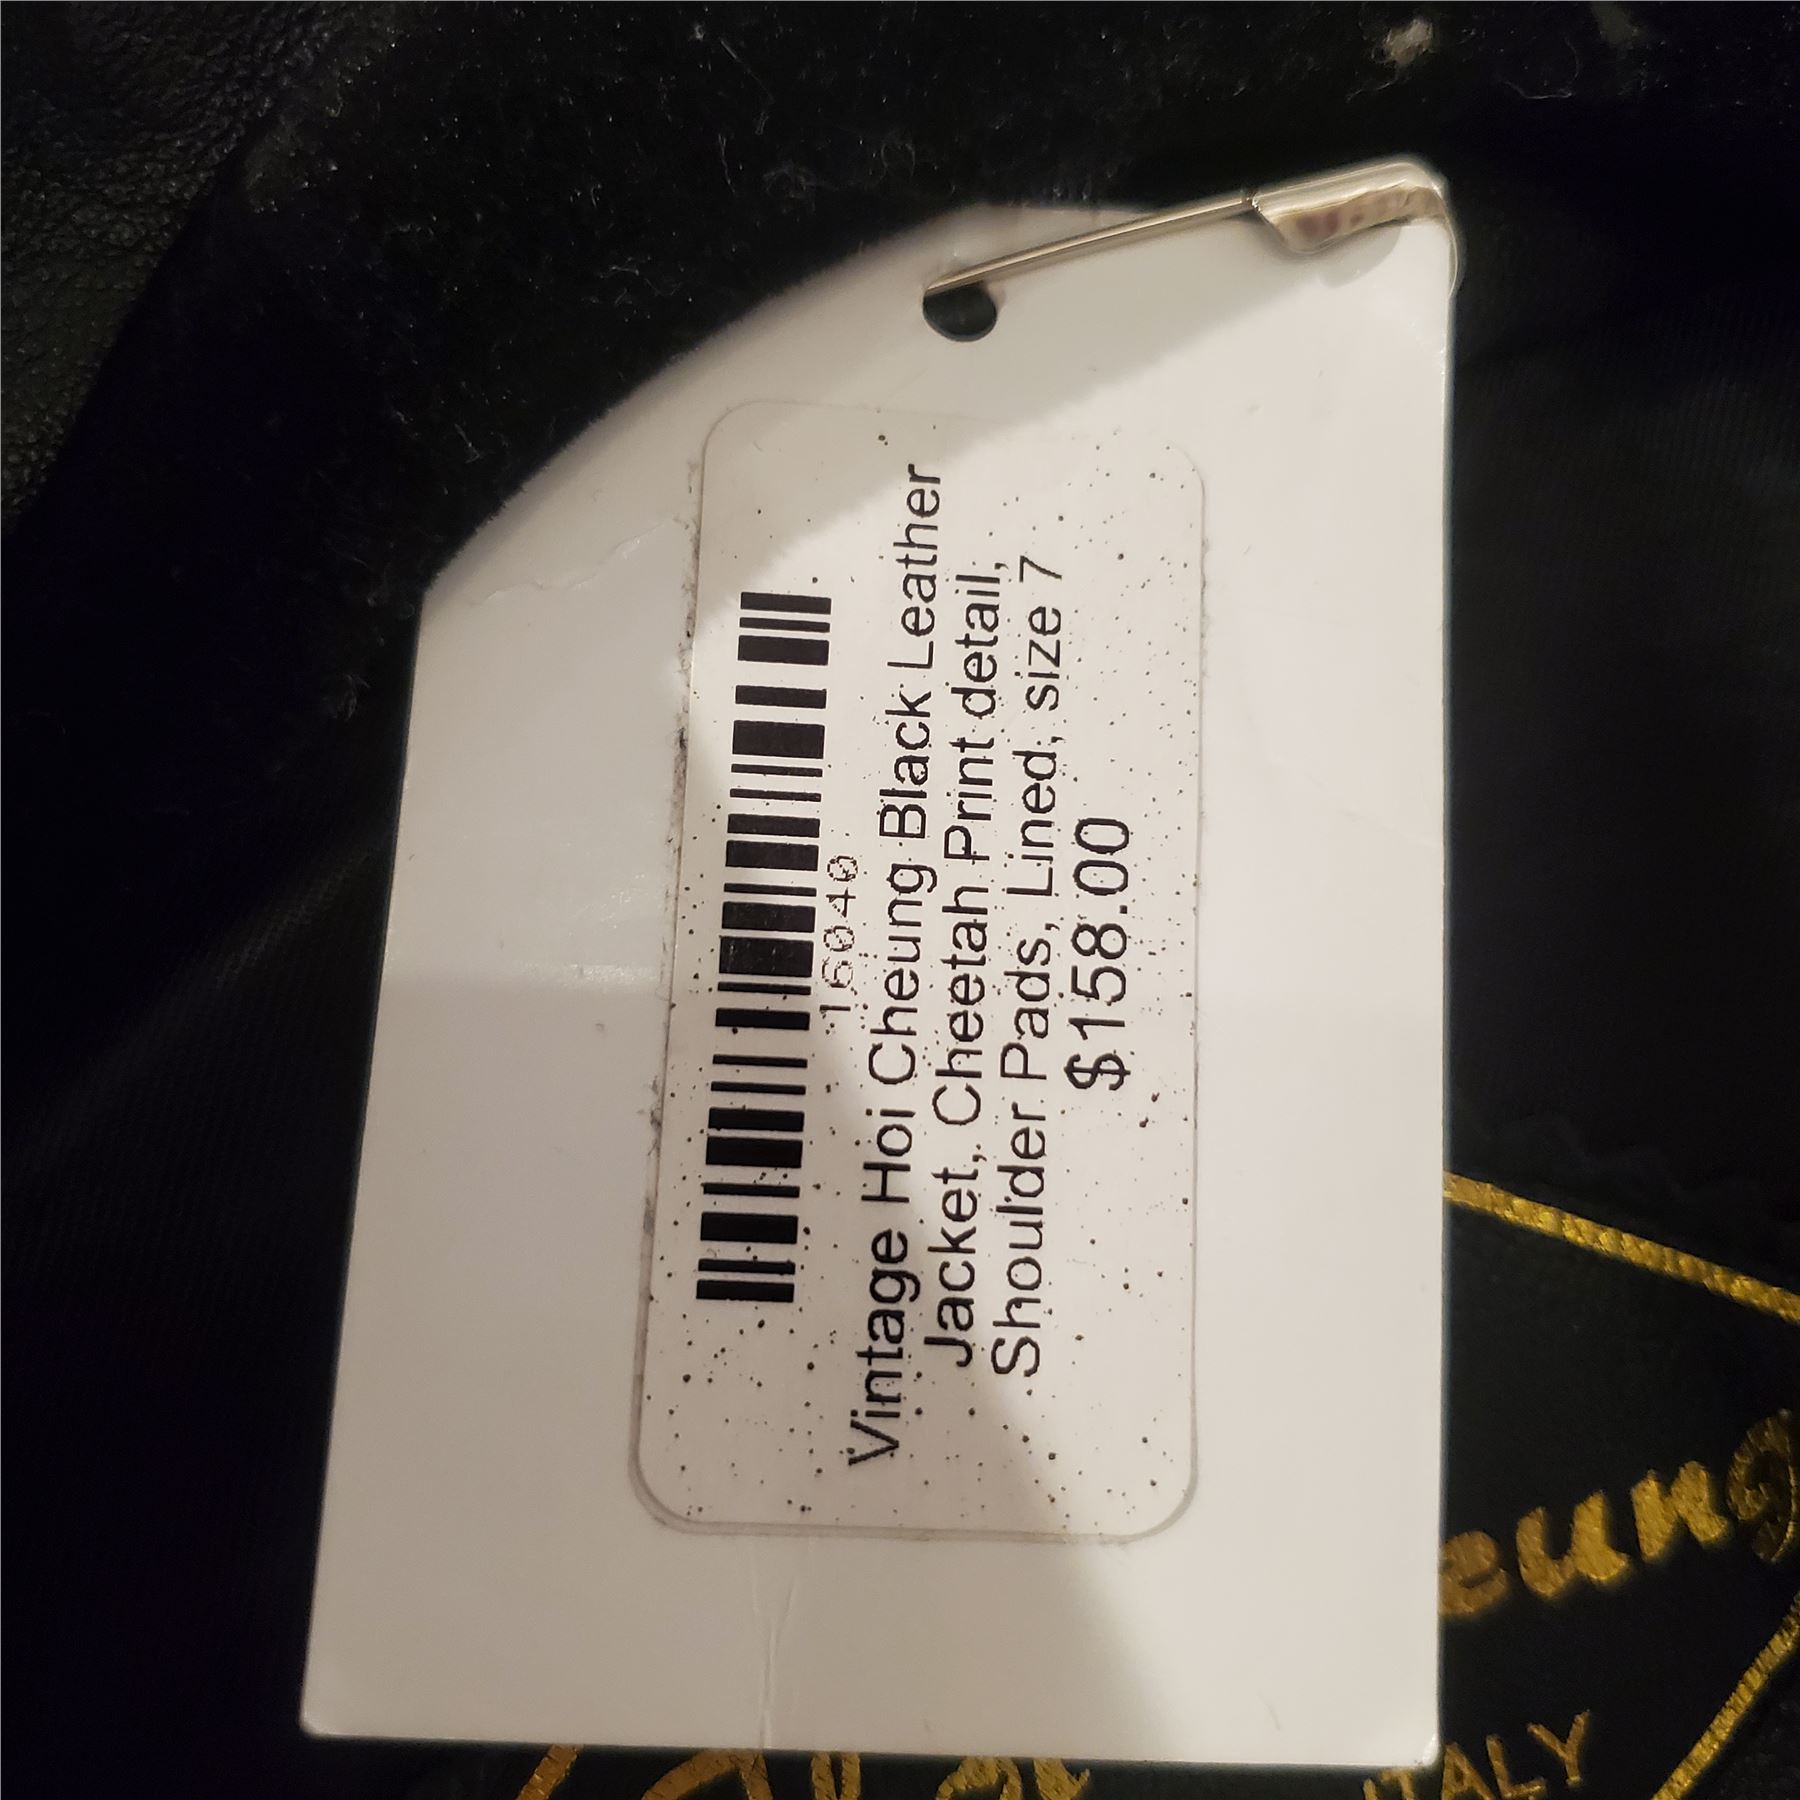 16040
Vintage Hoi Cheung Black Leather
Jacket, Cheetah Print detail,
Shoulder Pads, Lined, size 7
$158.00
eung
ITALY